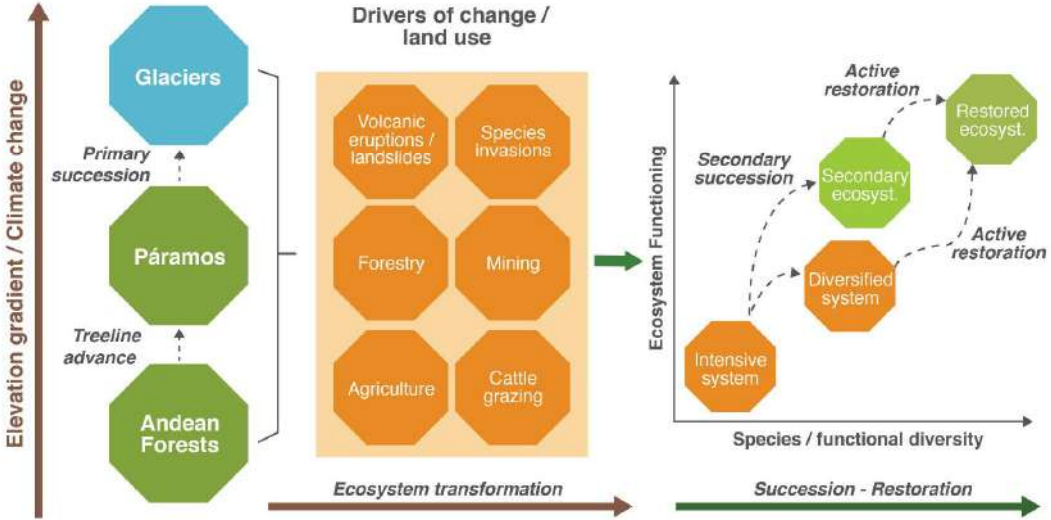 Elevation gradient / Climate change
Glaciers
Primary
succession
Páramos
Treeline
advance
Andean
Forests
Drivers of change /
land use
Volcanic
eruptions /
landslides
Species
invasions
Forestry
Mining
Agriculture
Cattle
grazing
Ecosystem transformation
Ecosystem Functioning
Active
restoration
Restored
ecosyst.
Secondary
succession
Secondary
ecosyst.
Active
restoration
Diversified
system
Intensive
system
Species / functional diversity
Succession - Restoration